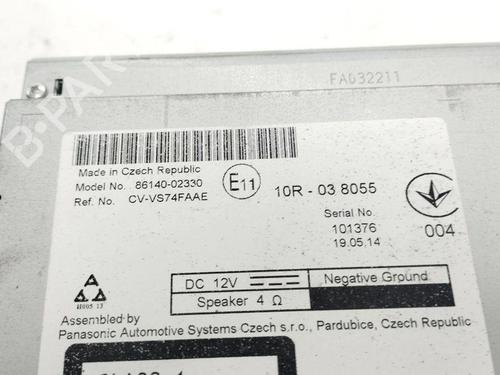 FA032211
B-PARTS
Made in Czech Republic
Model No. 86140-02330
Ref. No. CV-VS74FAAE
E11
10R - 03 8055
Serial No.
101376
19.05.14
004
DC 12V
Negative Ground
Speaker 4 Ω
Assembled by
Panasonic Automotive Systems Czech s.r.o., Pardubice, Czech Republic